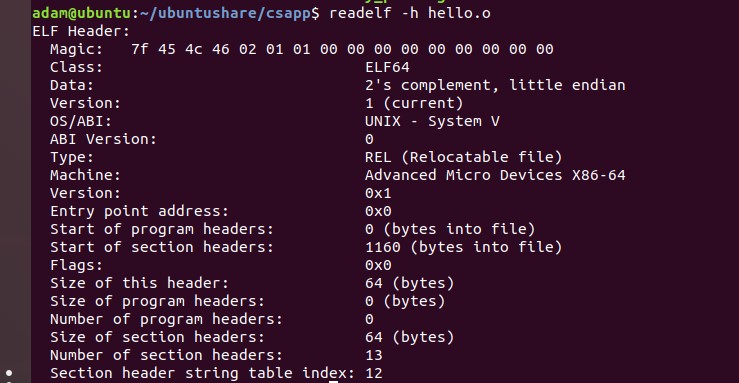 adam@ubuntu:~/ubuntushare/csapp$ readelf -h hello.o
ELF Header:
  Magic:   7f 45 4c 46 02 01 01 00 00 00 00 00 00 00 00 00
  Class:                             ELF64
  Data:                              2's complement, little endian
  Version:                           1 (current)
  OS/ABI:                            UNIX - System V
  ABI Version:                       0
  Type:                              REL (Relocatable file)
  Machine:                           Advanced Micro Devices X86-64
  Version:                           0x1
  Entry point address:               0x0
  Start of program headers:          0 (bytes into file)
  Start of section headers:          1160 (bytes into file)
  Flags:                             0x0
  Size of this header:               64 (bytes)
  Size of program headers:           0 (bytes)
  Number of program headers:         0
  Size of section headers:           64 (bytes)
  Number of section headers:         13
  Section header string table index: 12